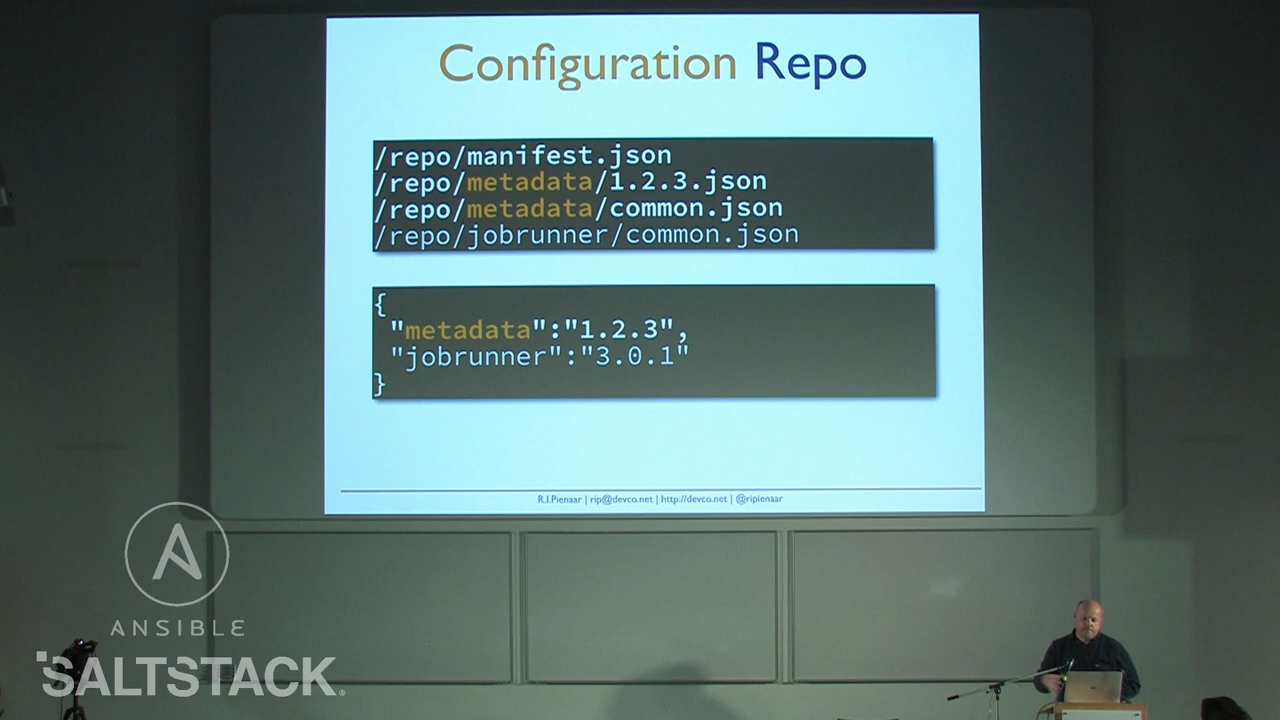 Configuration Repo
/repo/manifest.json
/repo/metadata/1.2.3.json
/repo/metadata/common.json
/repo/jobrunner/common.json
{
"metadata":"1.2.3",
"jobrunner":"3.0.1"
}
R.I.Pienaar | rip@devco.net | http://devco.net | @ripienaar
ANSIBLE
SALTSTACK